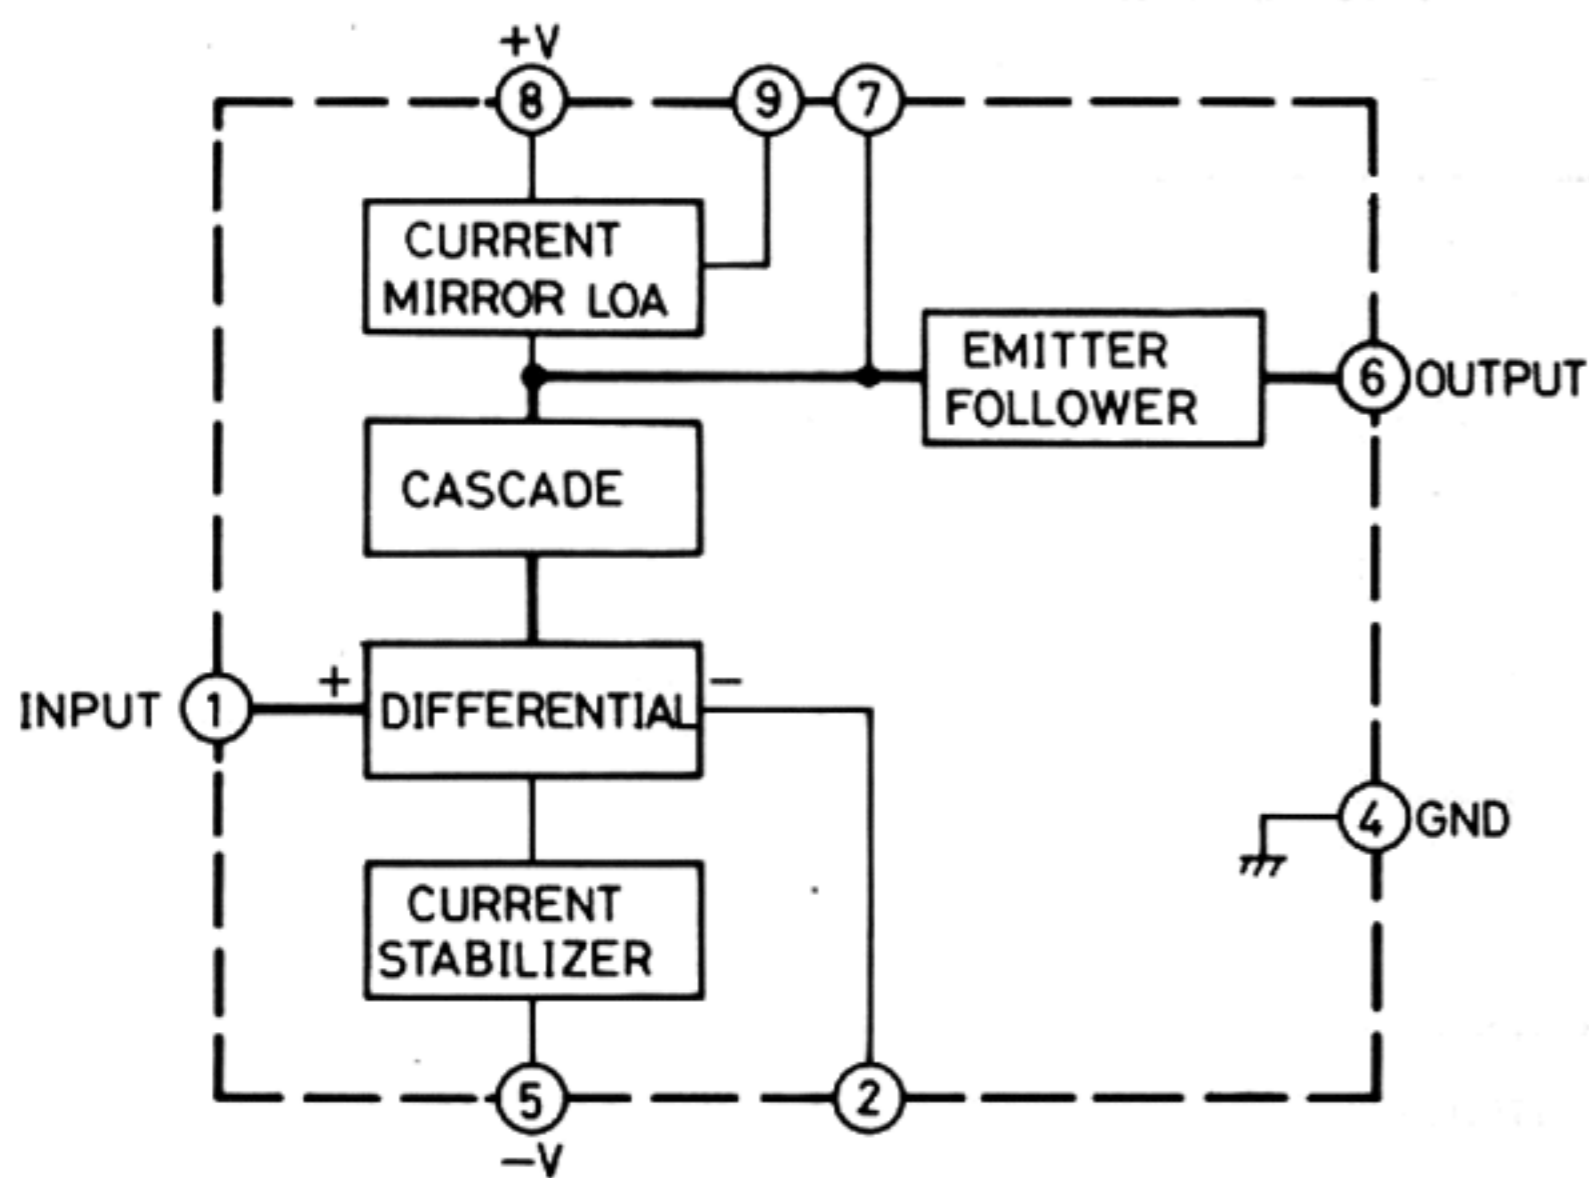 +V
8
9
7
CURRENT
MIRROR LOA
EMITTER
FOLLOWER
6
OUTPUT
CASCADE
INPUT
1
+
DIFFERENTIAL
−
4
GND
CURRENT
STABILIZER
5
2
−V